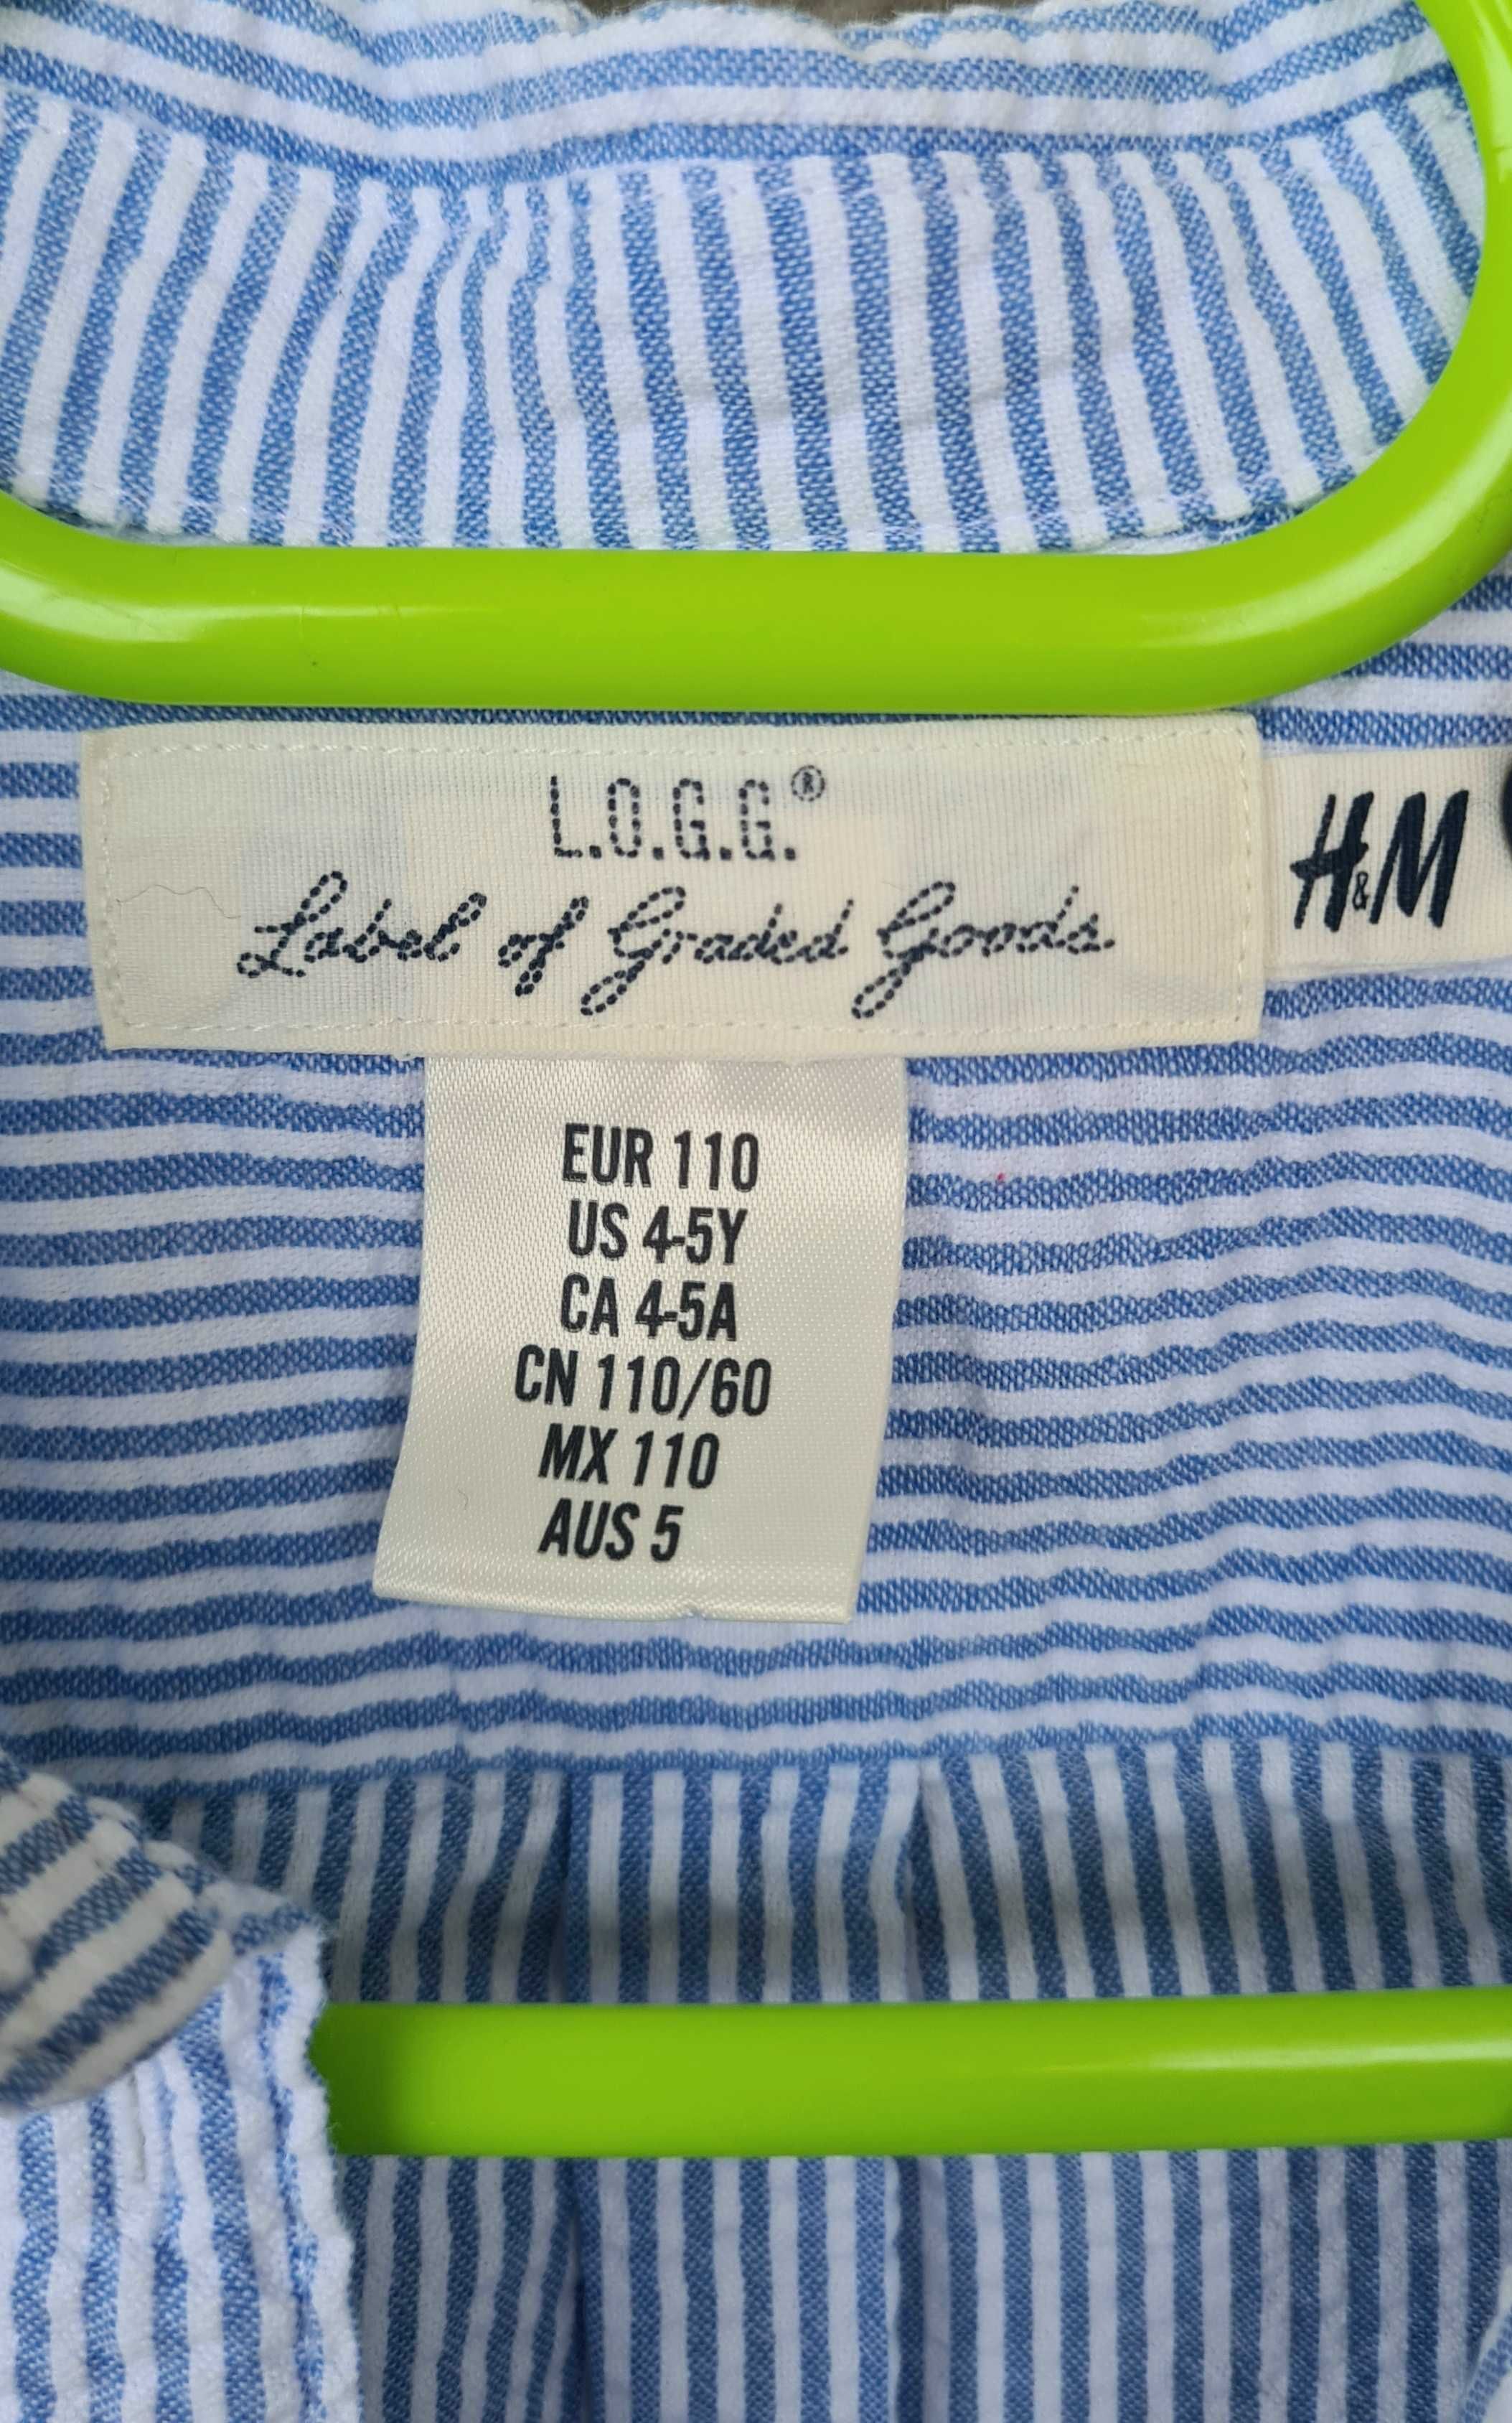 L.O.G.G.®
Label of Graded Goods
H&M
EUR 110
US 4-5Y
CA 4-5A
CN 110/60
MX 110
AUS 5